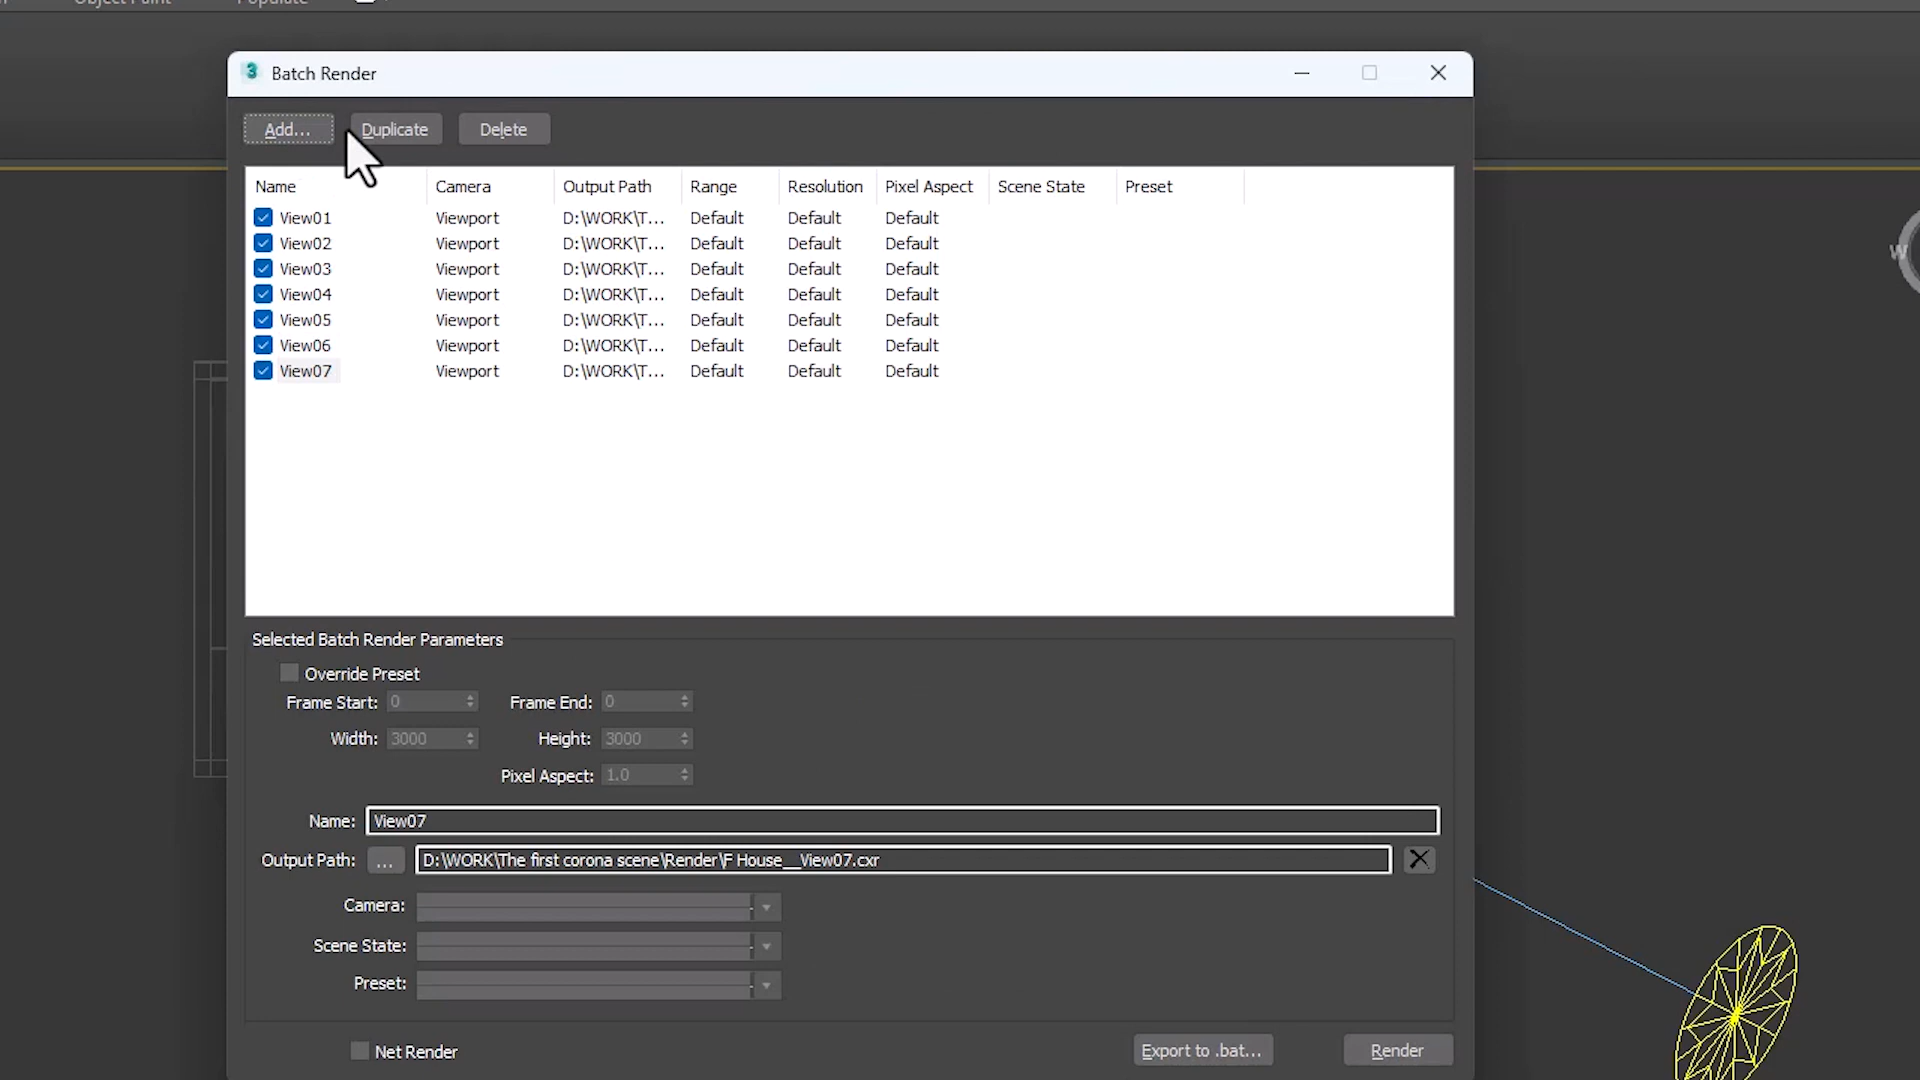 Object Paint Populate
3 Batch Render
Add... Duplicate Delete
Name Camera Output Path Range Resolution Pixel Aspect Scene State Preset
View01 Viewport D:\WORK\T... Default Default Default
View02 Viewport D:\WORK\T... Default Default Default
View03 Viewport D:\WORK\T... Default Default Default
View04 Viewport D:\WORK\T... Default Default Default
View05 Viewport D:\WORK\T... Default Default Default
View06 Viewport D:\WORK\T... Default Default Default
View07 Viewport D:\WORK\T... Default Default Default
W
Selected Batch Render Parameters
Override Preset
Frame Start: 0 Frame End: 0
Width: 3000 Height: 3000
Pixel Aspect: 1.0
Name: View07
Output Path: ... D:\WORK\The first corona scene\Render\F House__View07.cxr
Camera:
Scene State:
Preset:
Net Render Export to .bat... Render